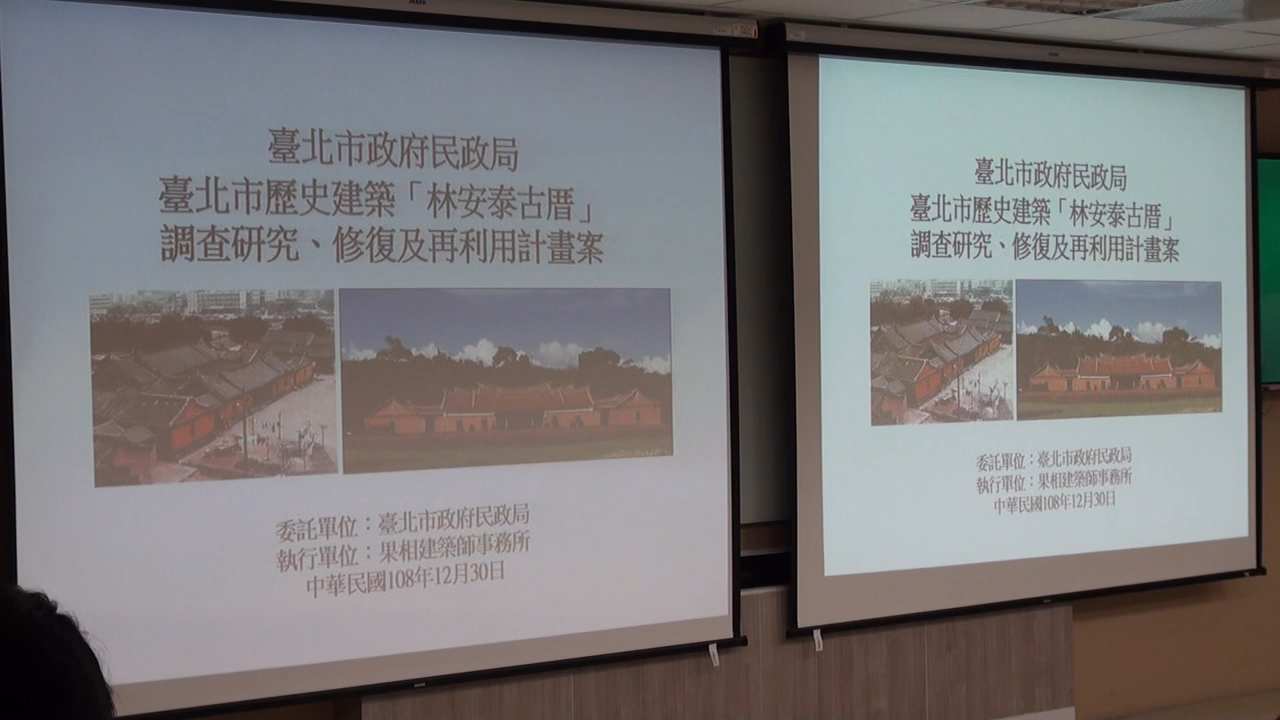 臺北市政府民政局
臺北市歷史建築「林安泰古厝」
調查研究、修復及再利用計畫案
委託單位：臺北市政府民政局
執行單位：果相建築師事務所
中華民國108年12月30日
臺北市政府民政局
臺北市歷史建築「林安泰古厝」
調查研究、修復及再利用計畫案
委託單位：臺北市政府民政局
執行單位：果相建築師事務所
中華民國108年12月30日